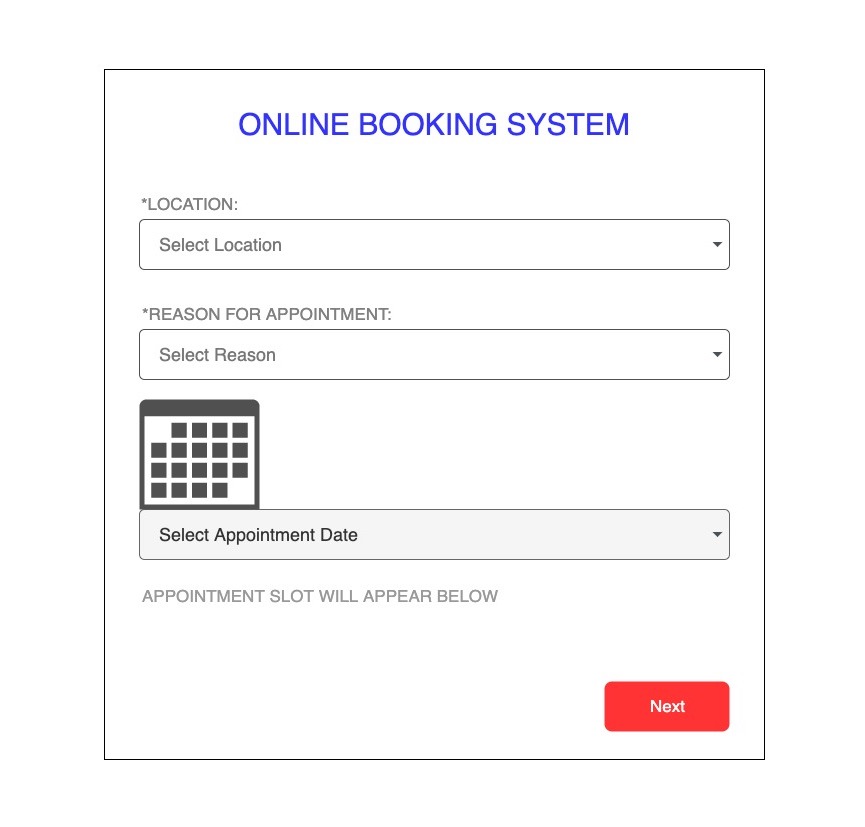 ONLINE BOOKING SYSTEM
*LOCATION:
Select Location
*REASON FOR APPOINTMENT:
Select Reason
Select Appointment Date
APPOINTMENT SLOT WILL APPEAR BELOW
Next